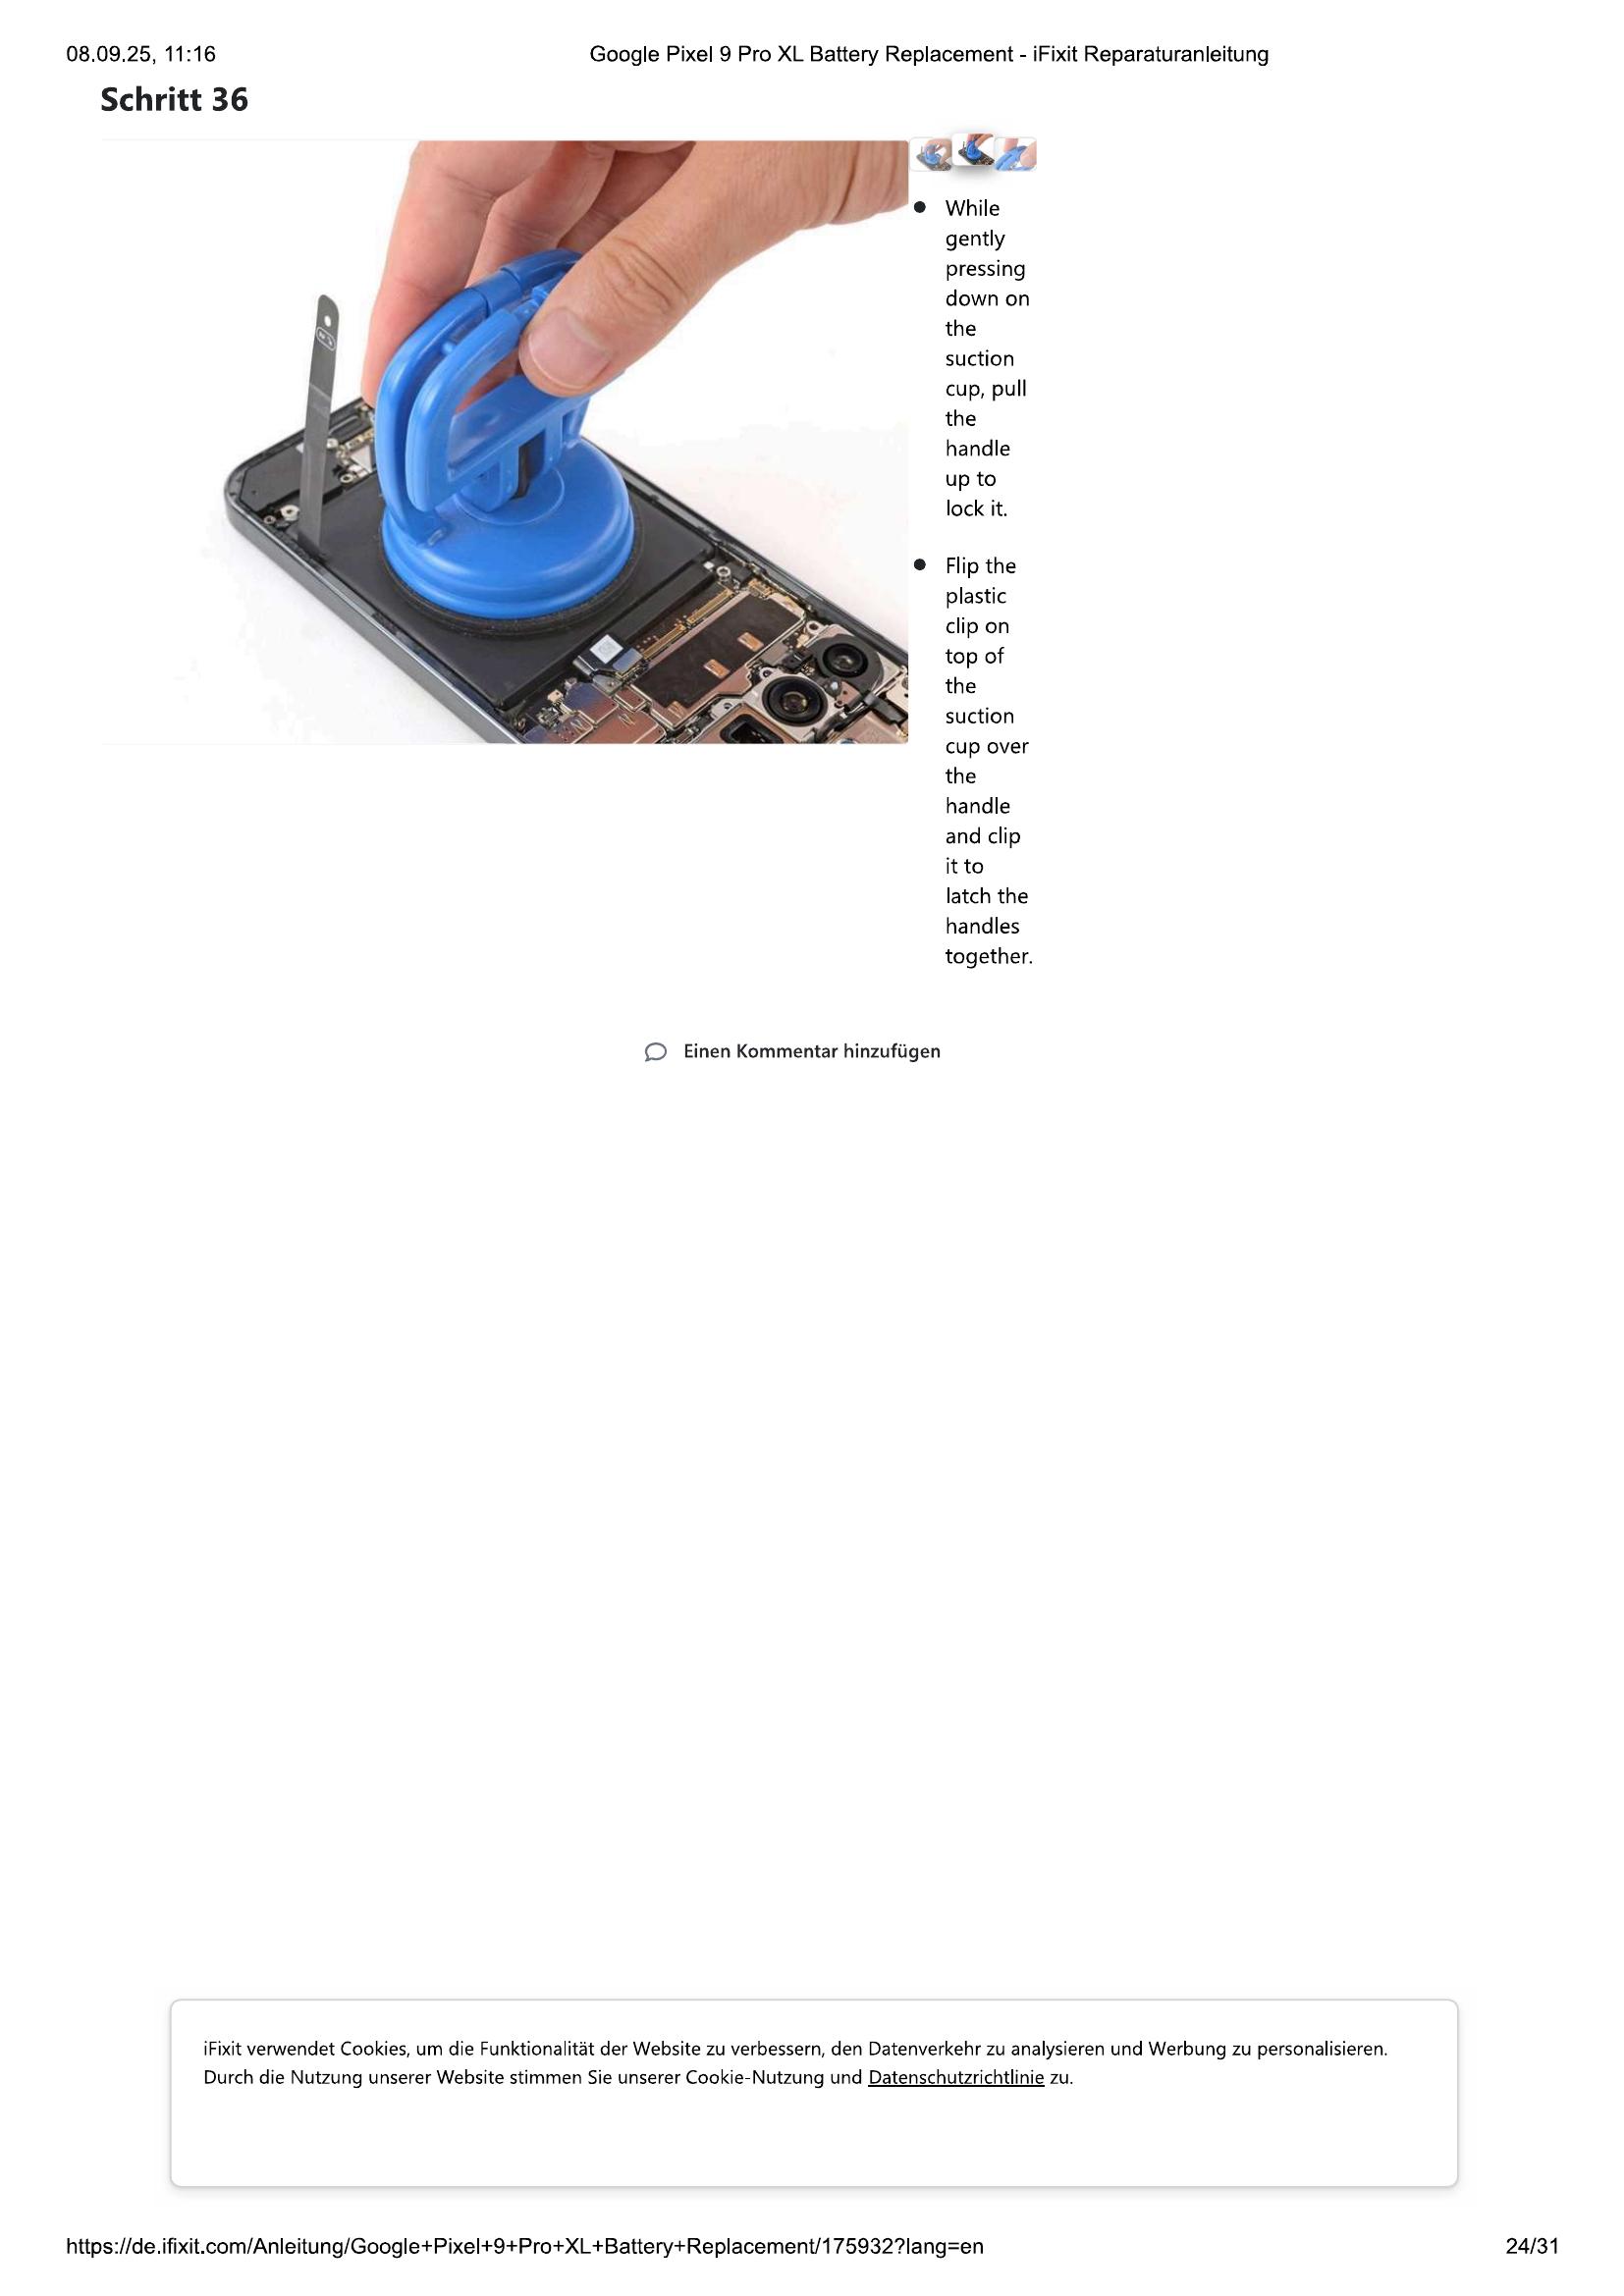 08.09.25, 11:16
Google Pixel 9 Pro XL Battery Replacement - iFixit Reparaturanleitung
Schritt 36
While
gently
pressing
down on
the
suction
cup, pull
the
handle
up to
lock it.
Flip the
plastic
clip on
top of
the
suction
cup over
the
handle
and clip
it to
latch the
handles
together.
Einen Kommentar hinzufügen
iFixit verwendet Cookies, um die Funktionalität der Website zu verbessern, den Datenverkehr zu analysieren und Werbung zu personalisieren.
Durch die Nutzung unserer Website stimmen Sie unserer Cookie-Nutzung und Datenschutzrichtlinie zu.
https://de.ifixit.com/Anleitung/Google+Pixel+9+Pro+XL+Battery+Replacement/175932?lang=en
24/31